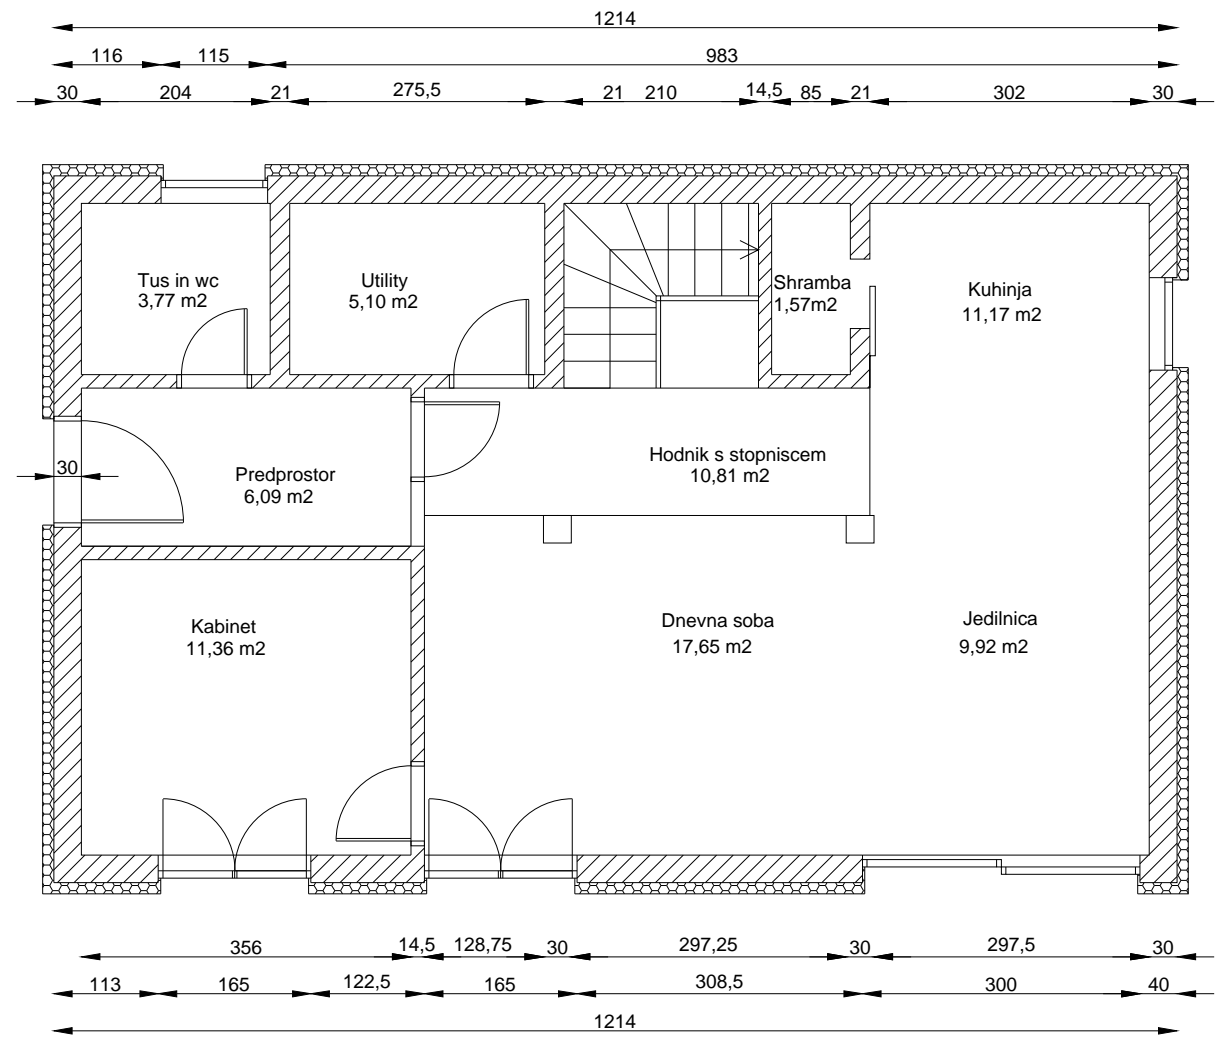 1214
116 115 983
30 204 21 275,5 21 210 14,5 85 21 302 30
Tus in wc
3,77 m2
Utility
5,10 m2
Shramba
1,57m2
Kuhinja
11,17 m2
30
Predprostor
6,09 m2
Hodnik s stopniscem
10,81 m2
Kabinet
11,36 m2
Dnevna soba
17,65 m2
Jedilnica
9,92 m2
356 14,5 128,75 30 297,25 30 297,5 30
113 165 122,5 165 308,5 300 40
1214